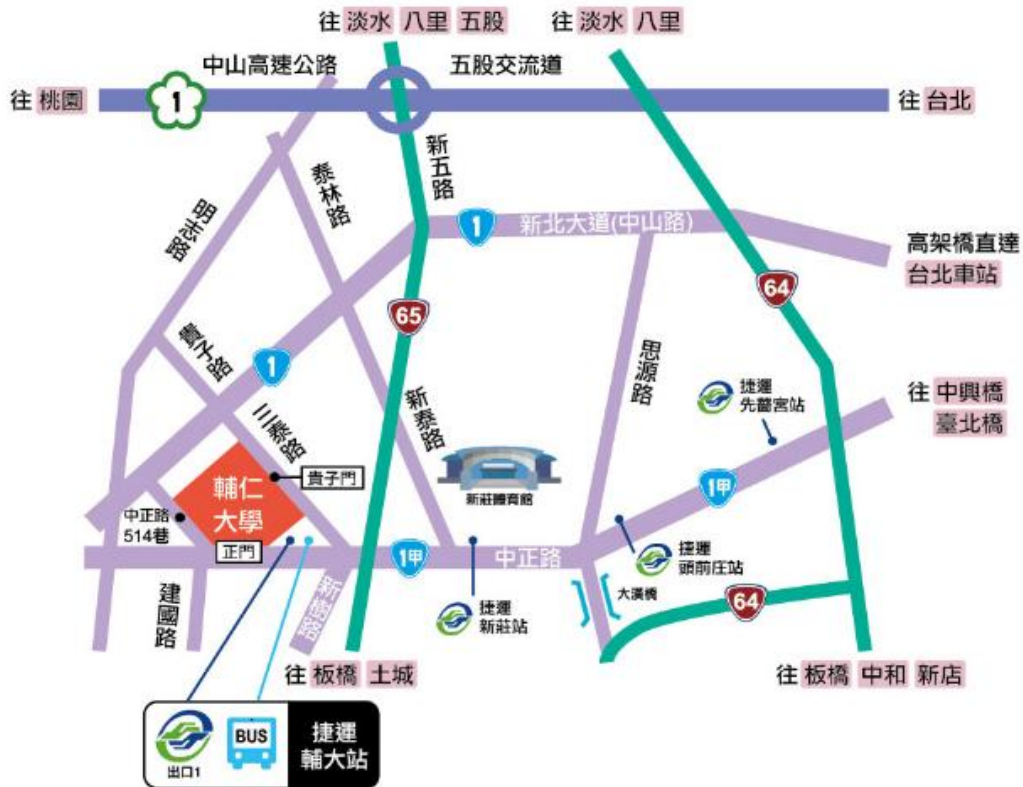 往 淡水 八里 五股
往 淡水 八里
中山高速公路
五股交流道
往 桃園
1
往 台北
新五路
泰林路
明志路
1
新北大道(中山路)
高架橋直達
台北車站
65
64
貴子路
1
思源路
捷運
先嗇宮站
往 中興橋
臺北橋
新泰路
三泰路
貴子門
新莊體育館
1甲
輔仁
大學
中正路
514巷
正門
1甲
中正路
捷運
頭前庄站
建國路
新樹路
捷運
新莊站
大漢橋
64
往 板橋 土城
往 板橋 中和 新店
BUS
捷運
輔大站
出口1